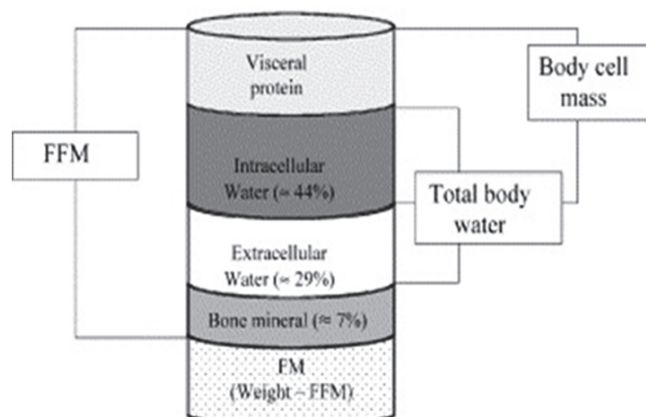 Visceral
protein
Body cell
mass
FFM
Intracellular
Water (≈ 44%)
Total body
water
Extracellular
Water (≈ 29%)
Bone mineral (≈ 7%)
FM
(Weight – FFM)